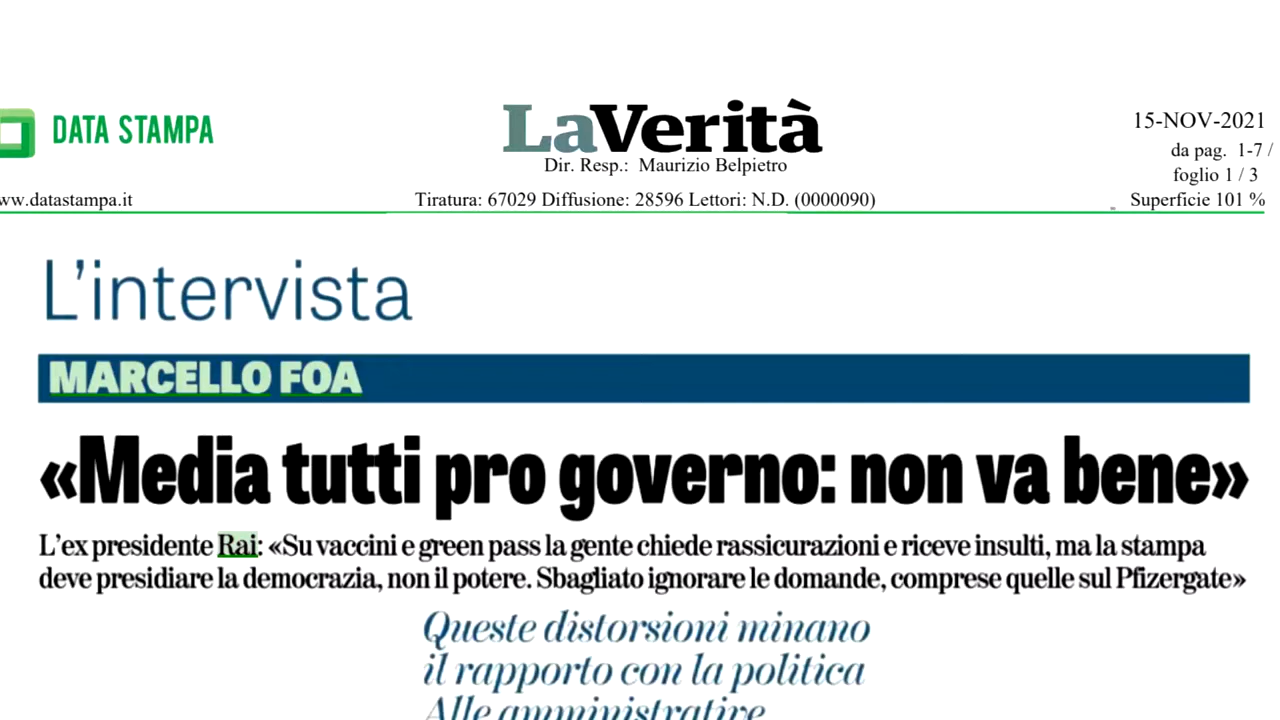 DATA STAMPA
LaVerità
15-NOV-2021
Dir. Resp.: Maurizio Belpietro
da pag. 1-7 /
foglio 1 / 3
ww.datastampa.it
Tiratura: 67029 Diffusione: 28596 Lettori: N.D. (0000090)
Superficie 101 %
L'intervista
MARCELLO FOA
«Media tutti pro governo: non va bene»
L'ex presidente Rai: «Su vaccini e green pass la gente chiede rassicurazioni e riceve insulti, ma la stampa
deve presidiare la democrazia, non il potere. Sbagliato ignorare le domande, comprese quelle sul Pfizergate»
Queste distorsioni minano
il rapporto con la politica
Alle amministrative